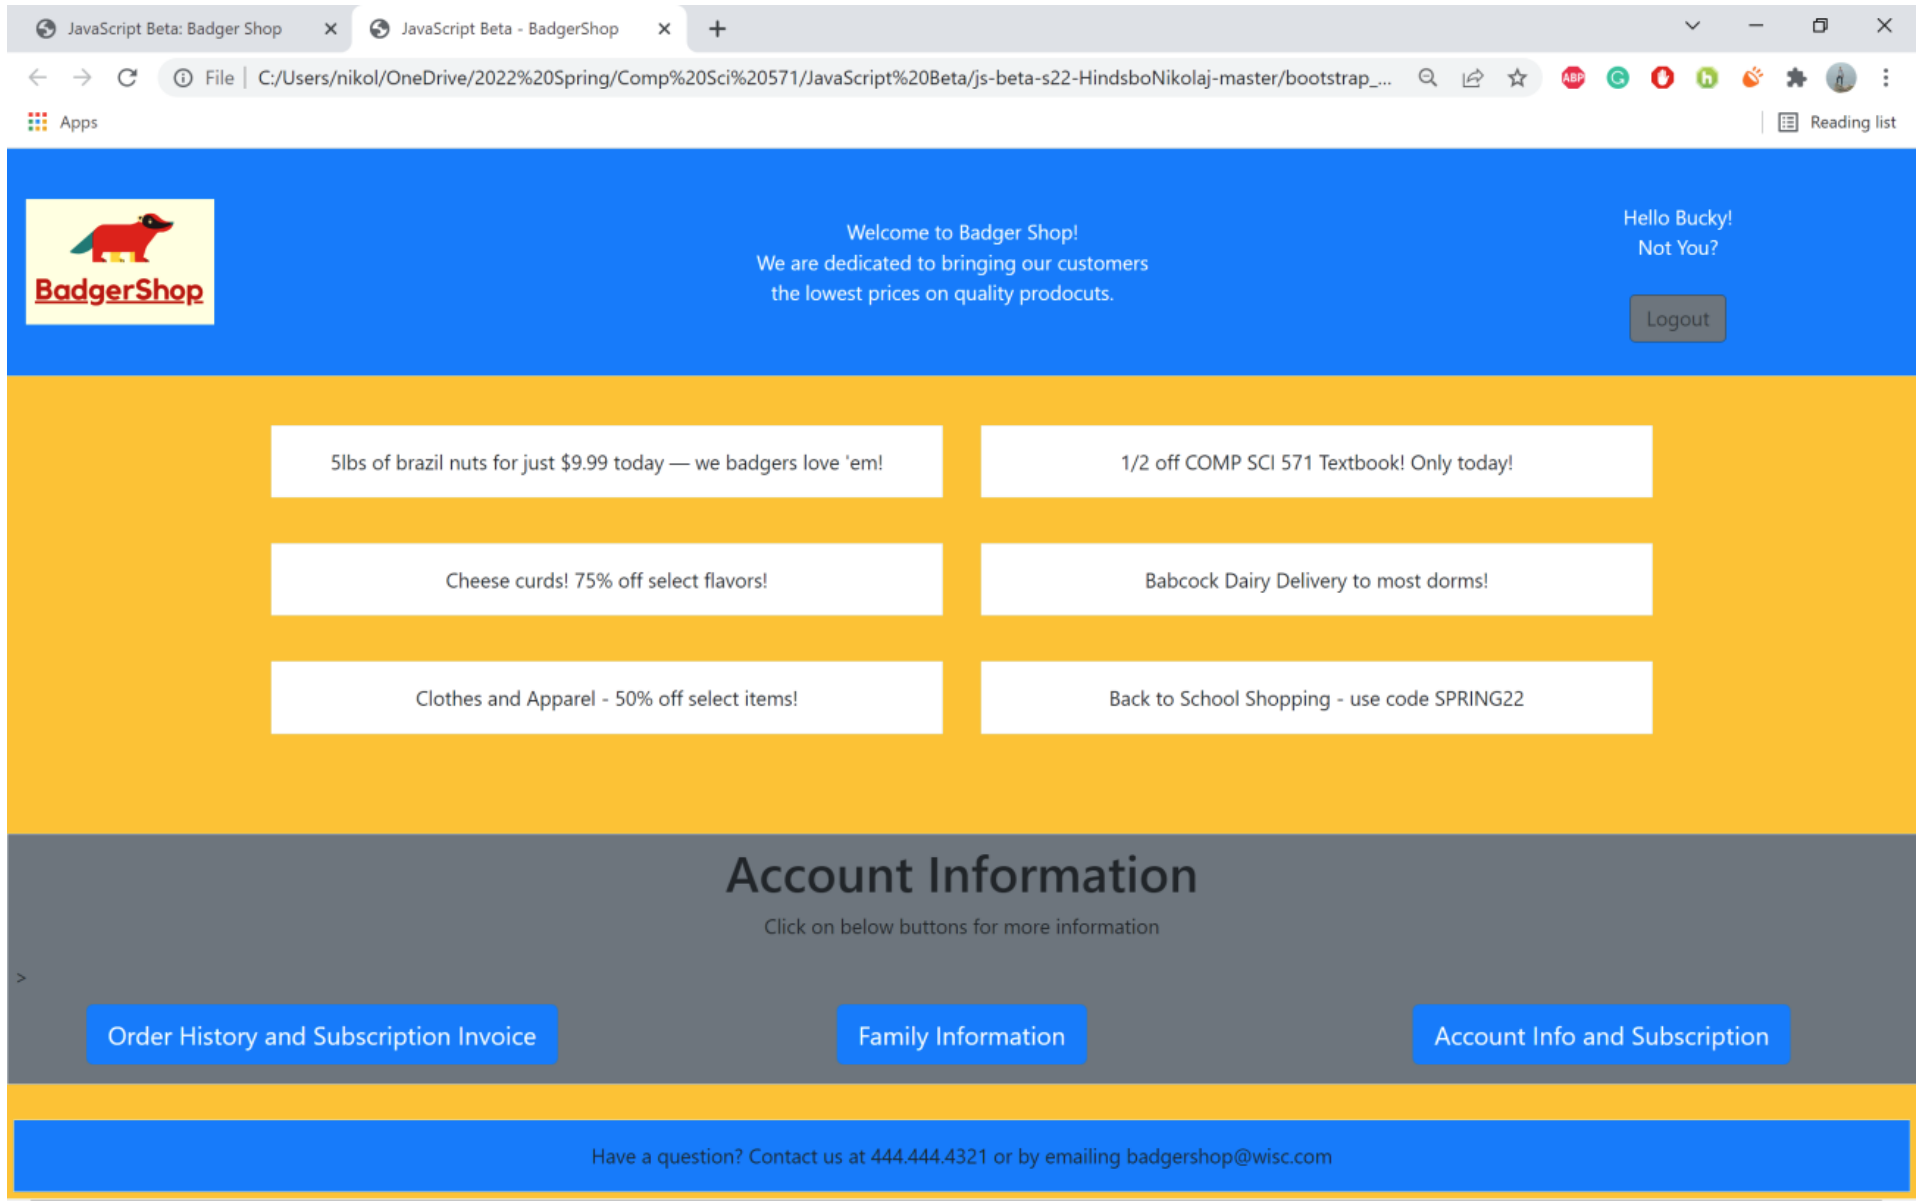 JavaScript Beta: Badger Shop
JavaScript Beta - BadgerShop
File
C:/Users/nikol/OneDrive/2022%20Spring/Comp%20Sci%20571/JavaScript%20Beta/js-beta-s22-HindsboNikolaj-master/bootstrap_...
ABP
Apps
Reading list
BadgerShop
Welcome to Badger Shop!
We are dedicated to bringing our customers
the lowest prices on quality prodocuts.
Hello Bucky!
Not You?
Logout
5lbs of brazil nuts for just $9.99 today — we badgers love 'em!
1/2 off COMP SCI 571 Textbook! Only today!
Cheese curds! 75% off select flavors!
Babcock Dairy Delivery to most dorms!
Clothes and Apparel - 50% off select items!
Back to School Shopping - use code SPRING22
Account Information
Click on below buttons for more information
>
Order History and Subscription Invoice
Family Information
Account Info and Subscription
Have a question? Contact us at 444.444.4321 or by emailing badgershop@wisc.com